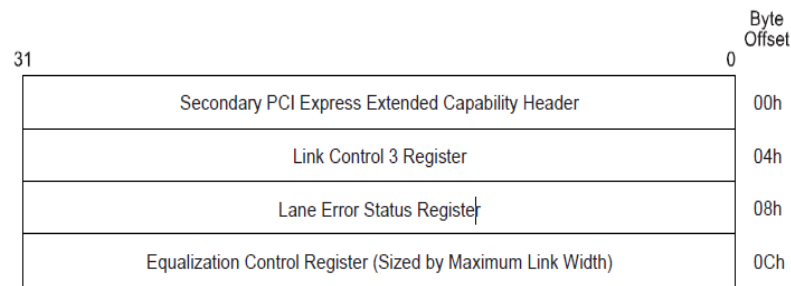 Byte
Offset
31 0
Secondary PCI Express Extended Capability Header 00h
Link Control 3 Register 04h
Lane Error Status Register 08h
Equalization Control Register (Sized by Maximum Link Width) 0Ch